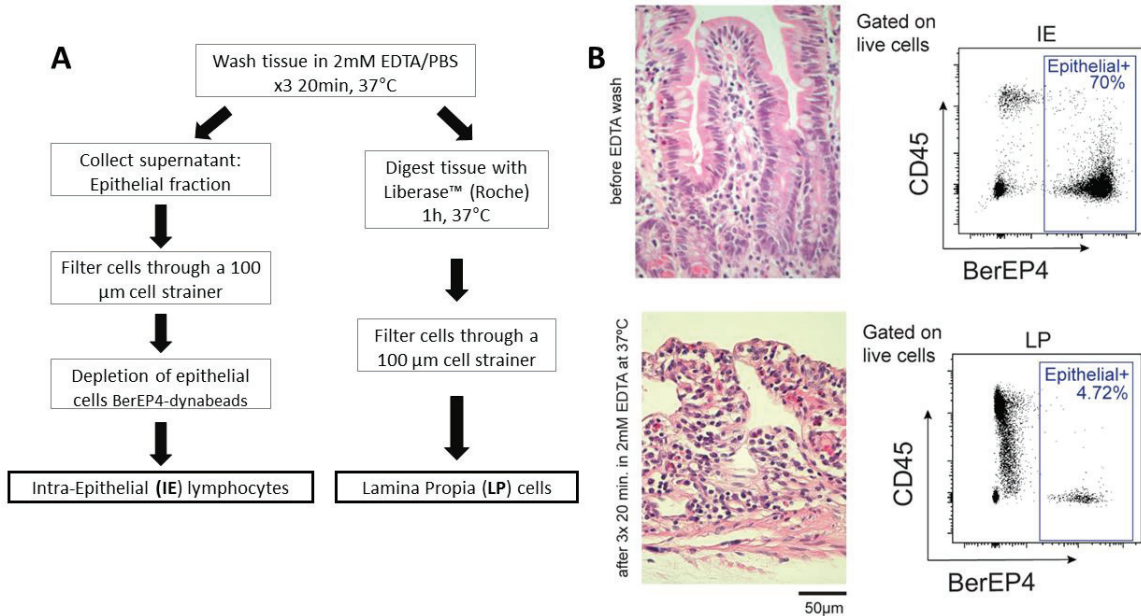 A
Wash tissue in 2mM EDTA/PBS
x3 20min, 37°C
Collect supernatant:
Epithelial fraction
Filter cells through a 100
µm cell strainer
Depletion of epithelial
cells BerEP4-dynabeads
Intra-Epithelial (IE) lymphocytes
Digest tissue with
Liberase™ (Roche)
1h, 37°C
Filter cells through a
100 µm cell strainer
Lamina Propia (LP) cells
B
before EDTA wash
Gated on
live cells
IE
Epithelial+
70%
CD45
BerEP4
after 3x 20 min. in 2mM EDTA at 37ºC
50µm
Gated on
live cells
LP
Epithelial+
4.72%
CD45
BerEP4